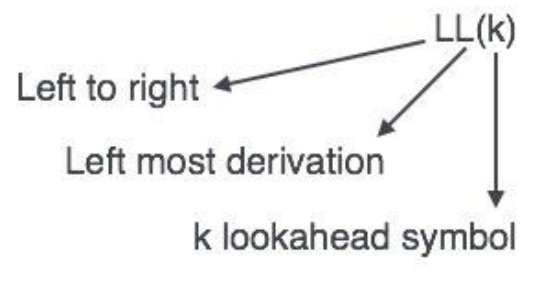 LL(k)
Left to right
Left most derivation
k lookahead symbol